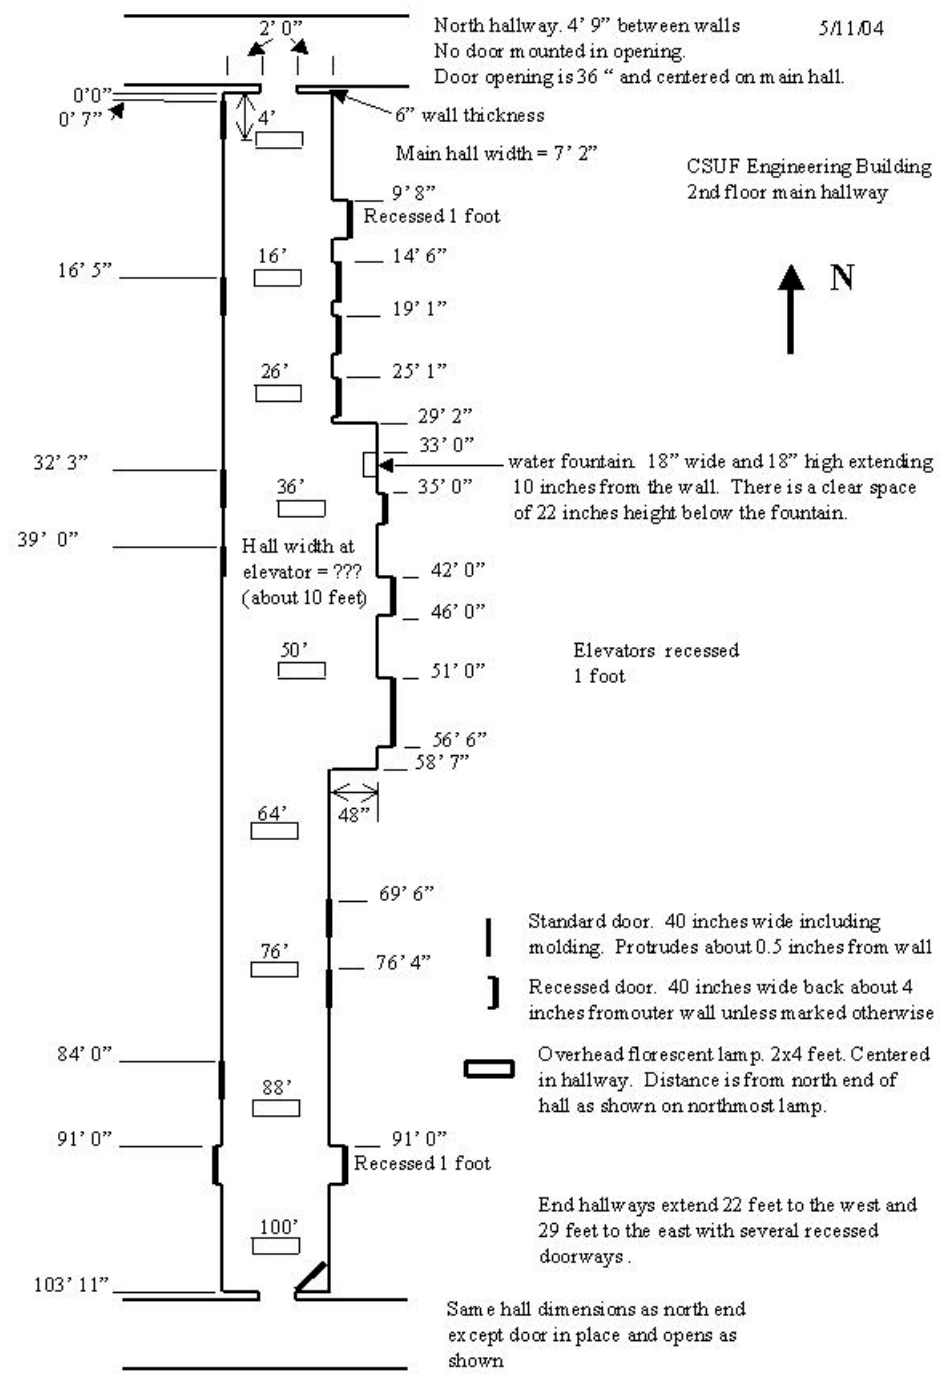 North hallway. 4’ 9” between walls
5/11/04
2’ 0”
No door mounted in opening.
Door opening is 36 “ and centered on main hall.
0’0”
0’ 7”
4’
6” wall thickness
Main hall width = 7’ 2”
CSUF Engineering Building
2nd floor main hallway
9’ 8”
Recessed 1 foot
16’
14’ 6”
16’ 5”
N
19’ 1”
26’
25’ 1”
29’ 2”
33’ 0”
32’ 3”
water fountain 18” wide and 18” high extending
10 inches from the wall. There is a clear space
of 22 inches height below the fountain.
36’
35’ 0”
39’ 0”
Hall width at
elevator = ???
(about 10 feet)
42’ 0”
46’ 0”
50’
Elevators recessed
1 foot
51’ 0”
56’ 6”
58’ 7”
64’
48”
69’ 6”
Standard door. 40 inches wide including
molding. Protrudes about 0.5 inches from wall
76’
76’ 4”
Recessed door. 40 inches wide back about 4
inches from outer wall unless marked otherwise
84’ 0”
Overhead florescent lamp. 2x4 feet. Centered
in hallway. Distance is from north end of
hall as shown on northmost lamp.
88’
91’ 0”
91’ 0”
Recessed 1 foot
End hallways extend 22 feet to the west and
29 feet to the east with several recessed
doorways .
100’
103’ 11”
Same hall dimensions as north end
except door in place and opens as
shown